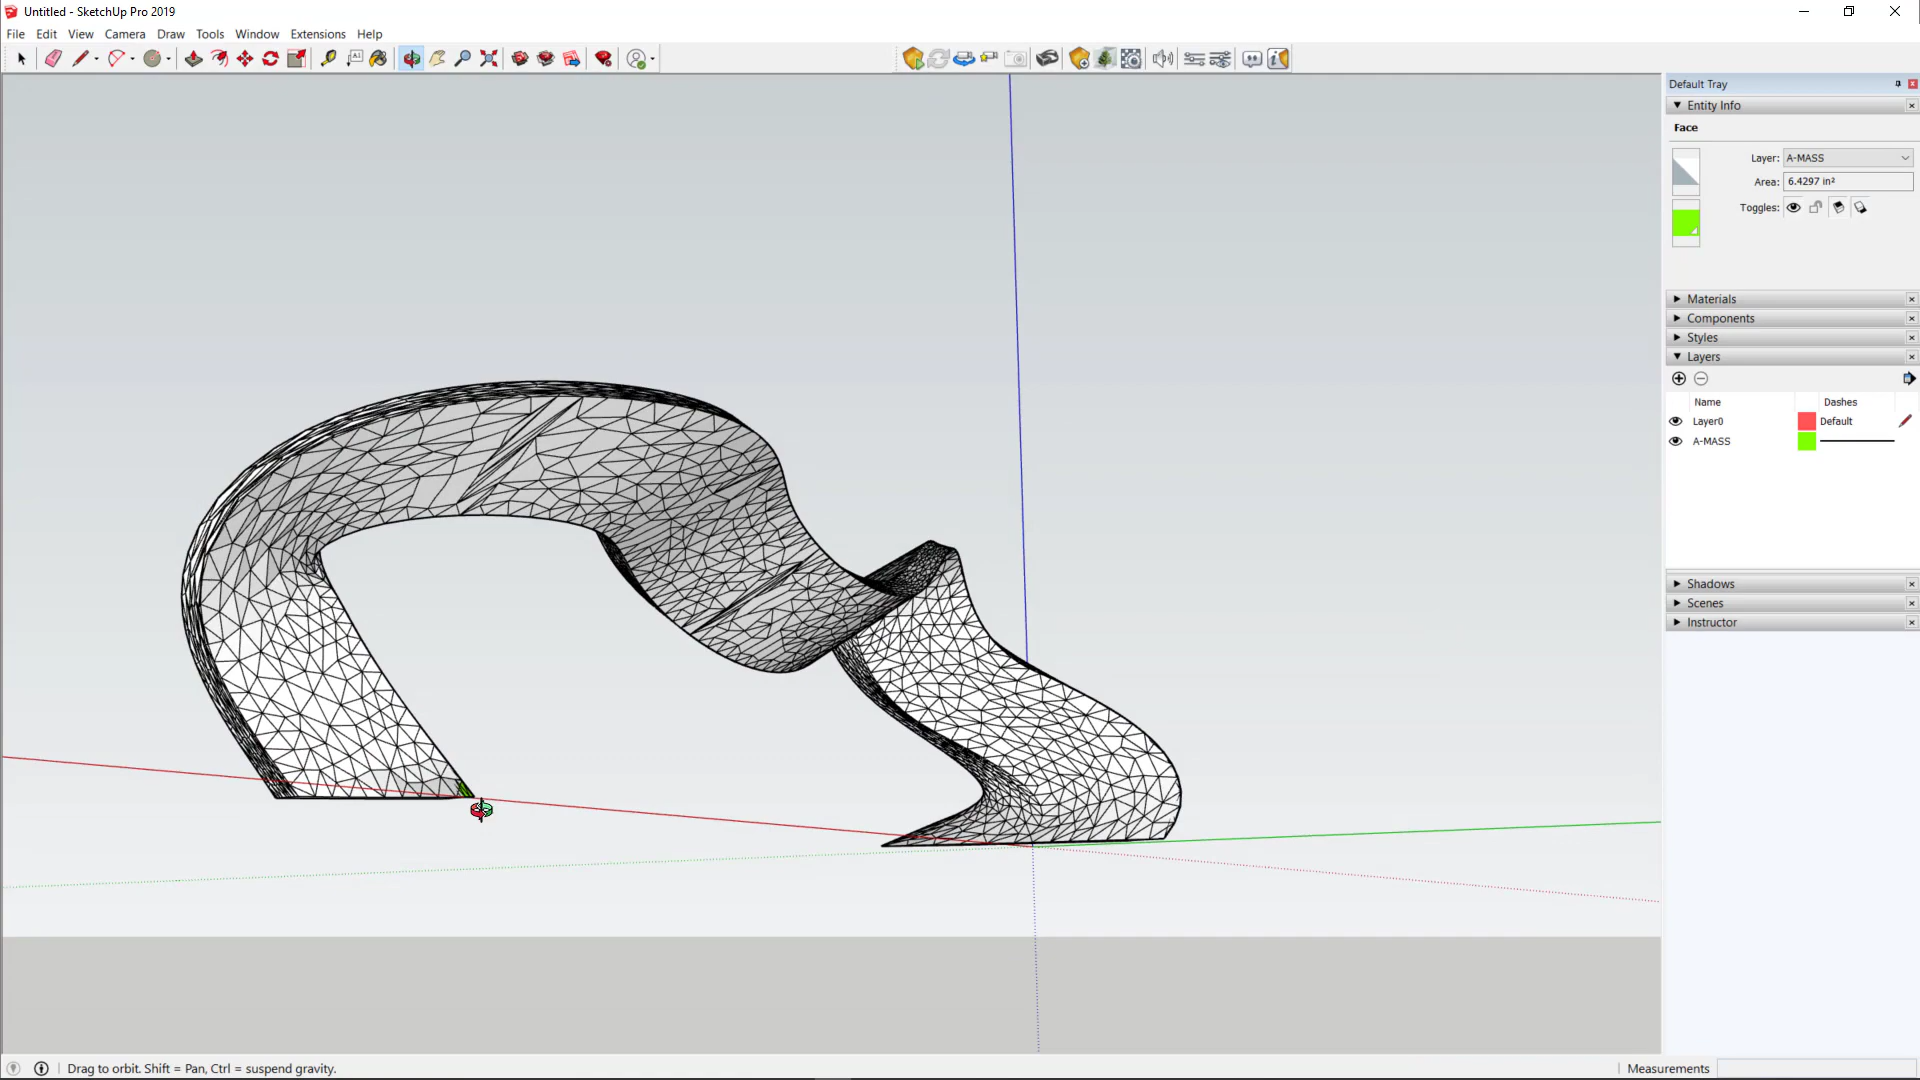 Untitled - SketchUp Pro 2019
File Edit View Camera Draw Tools Window Extensions Help
Default Tray
Entity Info
Face
Layer: A-MASS
Area: 6.4297 in²
Toggles:
Materials
Components
Styles
Layers
Name Dashes
Layer0 Default
A-MASS
Shadows
Scenes
Instructor
Drag to orbit. Shift = Pan, Ctrl = suspend gravity.
Measurements